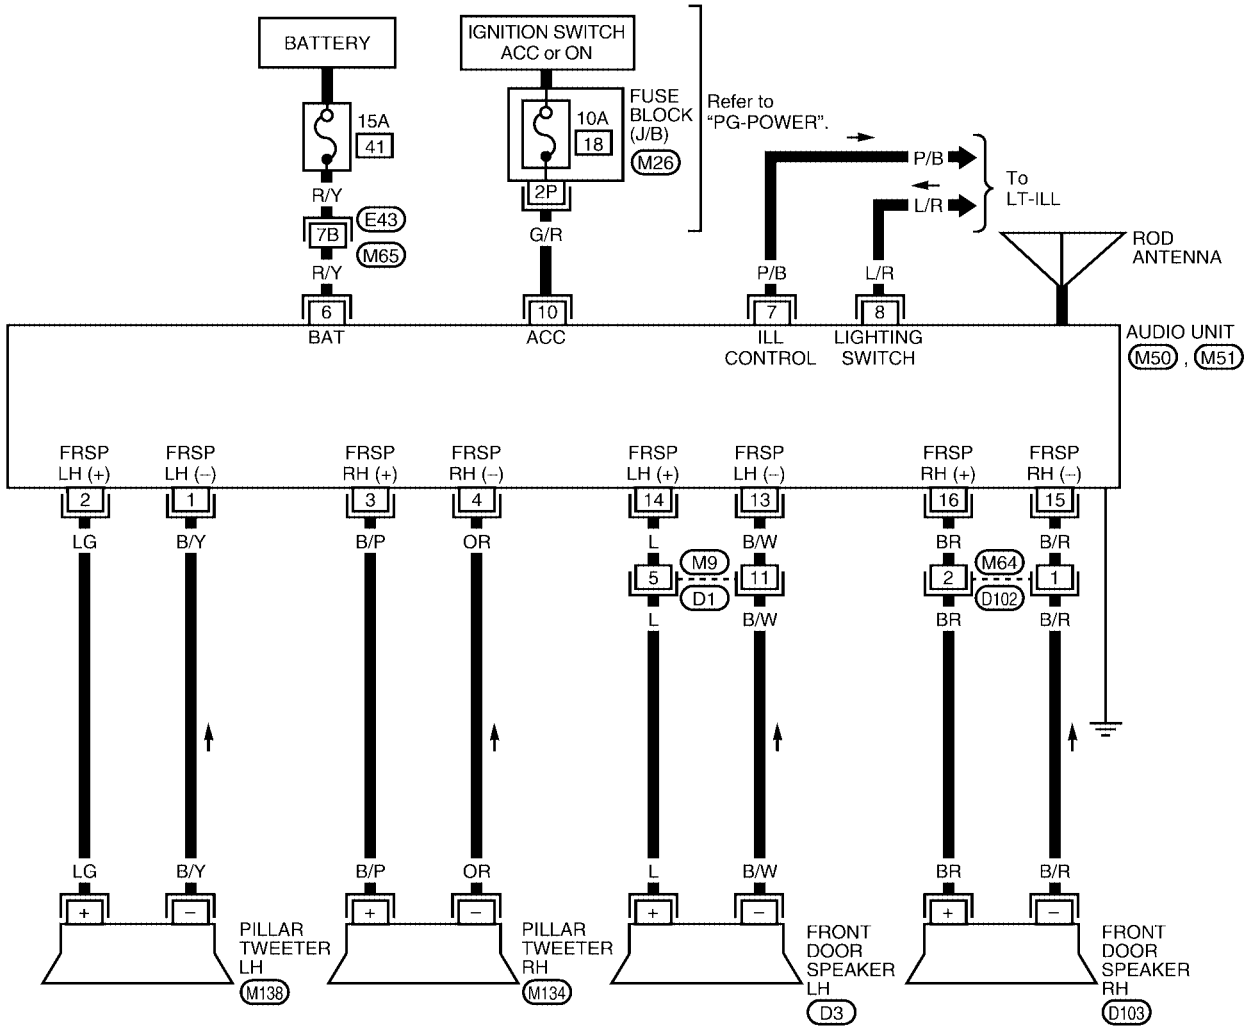 BATTERY
IGNITION SWITCH
ACC or ON
15A
41
10A
18
FUSE
BLOCK
(J/B)
M26
Refer to
"PG-POWER".
R/Y
2P
7B
E43
M65
G/R
R/Y
P/B
L/R
To
LT-ILL
ROD
ANTENNA
P/B
L/R
6
10
7
8
BAT
ACC
ILL
CONTROL
LIGHTING
SWITCH
AUDIO UNIT
M50 , M51
FRSP
LH (+)
FRSP
LH (–)
FRSP
RH (+)
FRSP
RH (–)
FRSP
LH (+)
FRSP
LH (–)
FRSP
RH (+)
FRSP
RH (–)
2
1
3
4
14
13
16
15
LG
B/Y
B/P
OR
L
B/W
BR
B/R
5
M9
D1
11
2
M64
D102
1
L
B/W
BR
B/R
LG
B/Y
B/P
OR
L
B/W
BR
B/R
+
–
+
–
+
–
+
–
PILLAR
TWEETER
LH
M138
PILLAR
TWEETER
RH
M134
FRONT
DOOR
SPEAKER
LH
D3
FRONT
DOOR
SPEAKER
RH
D103